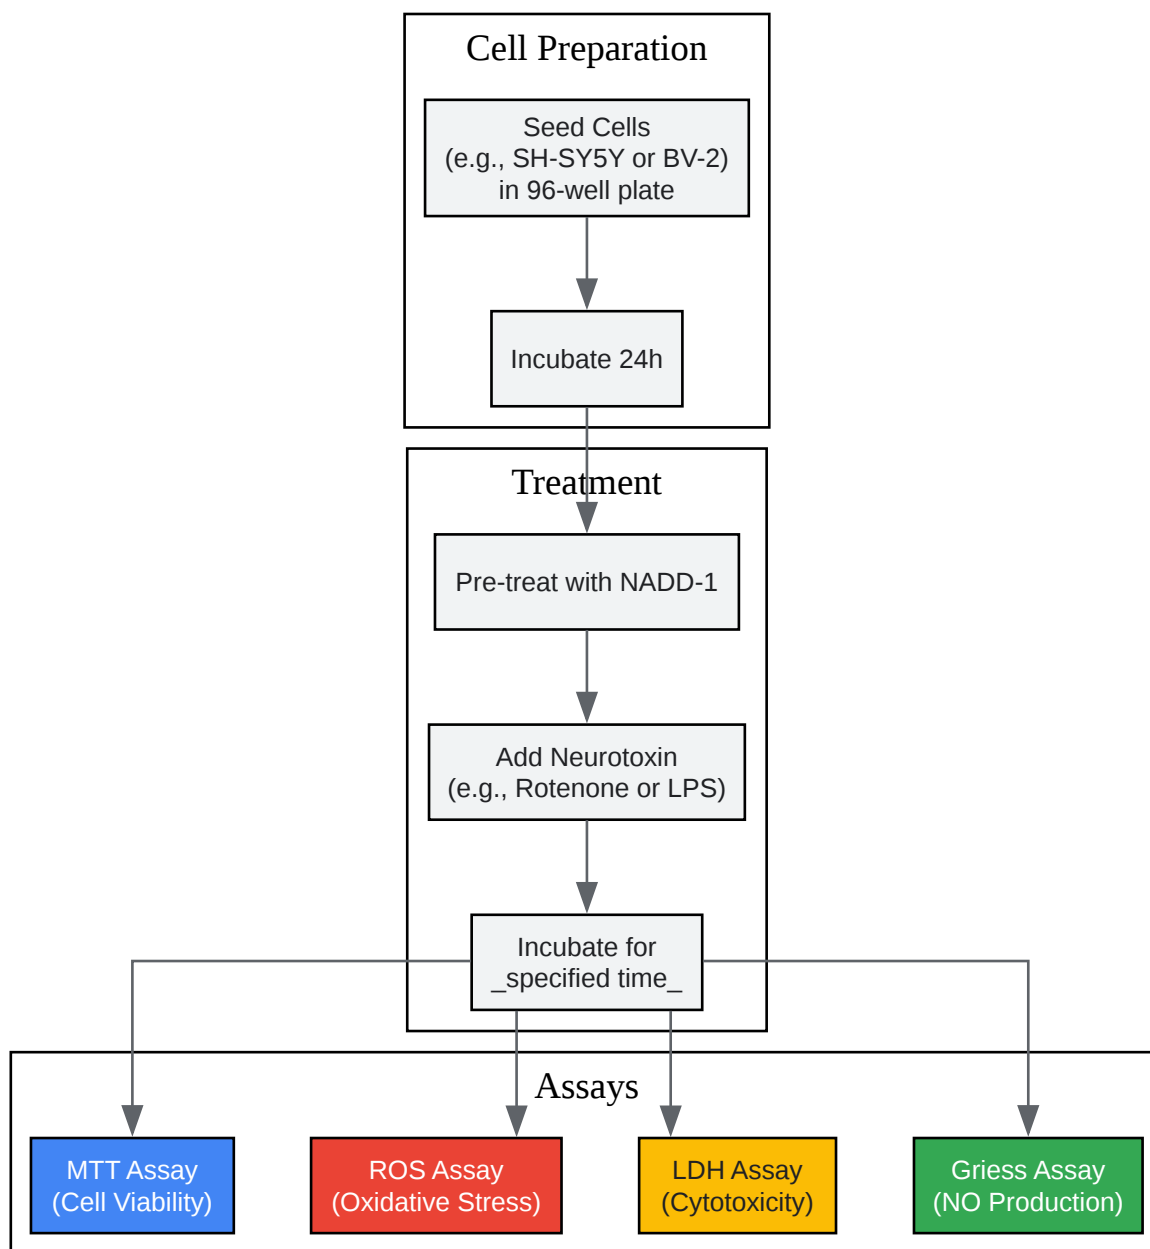 Cell Preparation
Seed Cells
(e.g., SH-SY5Y or BV-2)
in 96-well plate
Incubate 24h
Treatment
Pre-treat with NADD-1
Add Neurotoxin
(e.g., Rotenone or LPS)
Incubate for
_specified time_
Assays
MTT Assay
(Cell Viability)
ROS Assay
(Oxidative Stress)
LDH Assay
(Cytotoxicity)
Griess Assay
(NO Production)